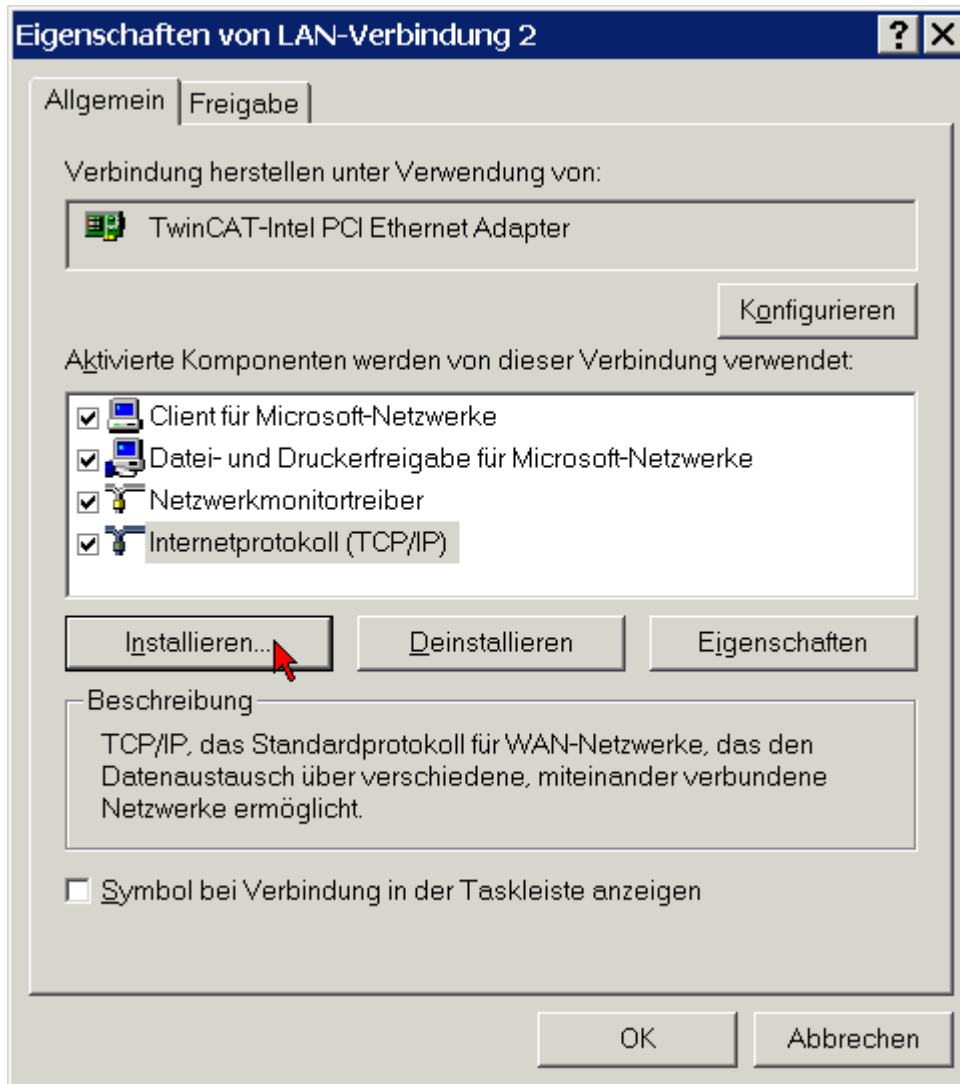 Eigenschaften von LAN-Verbindung 2
Allgemein
Freigabe
Verbindung herstellen unter Verwendung von:
TwinCAT-Intel PCI Ethernet Adapter
Konfigurieren
Aktivierte Komponenten werden von dieser Verbindung verwendet:
Client für Microsoft-Netzwerke
Datei- und Druckerfreigabe für Microsoft-Netzwerke
Netzwerkmonitortreiber
Internetprotokoll (TCP/IP)
Installieren...
Deinstallieren
Eigenschaften
Beschreibung
TCP/IP, das Standardprotokoll für WAN-Netzwerke, das den
Datenaustausch über verschiedene, miteinander verbundene
Netzwerke ermöglicht.
Symbol bei Verbindung in der Taskleiste anzeigen
OK
Abbrechen